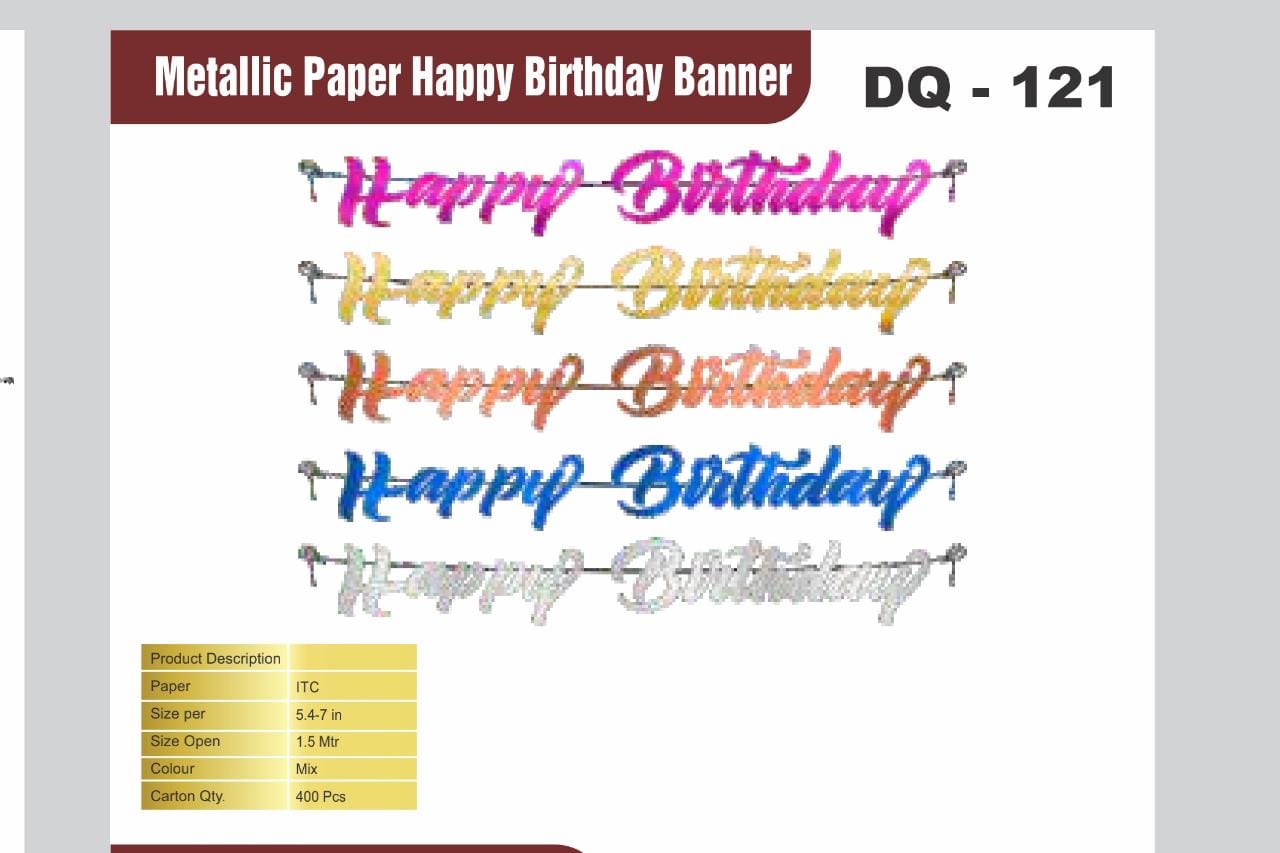 Metallic Paper Happy Birthday Banner
DQ - 121
Happy Birthday
Happy Birthday
Happy Birthday
Happy Birthday
Happy Birthday
Product Description
Paper ITC
Size per 5.4-7 in
Size Open 1.5 Mtr
Colour Mix
Carton Qty. 400 Pcs